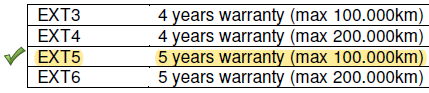 EXT3 4 years warranty (max 100.000km)
EXT4 4 years warranty (max 200.000km)
EXT5 5 years warranty (max 100.000km)
EXT6 5 years warranty (max 200.000km)